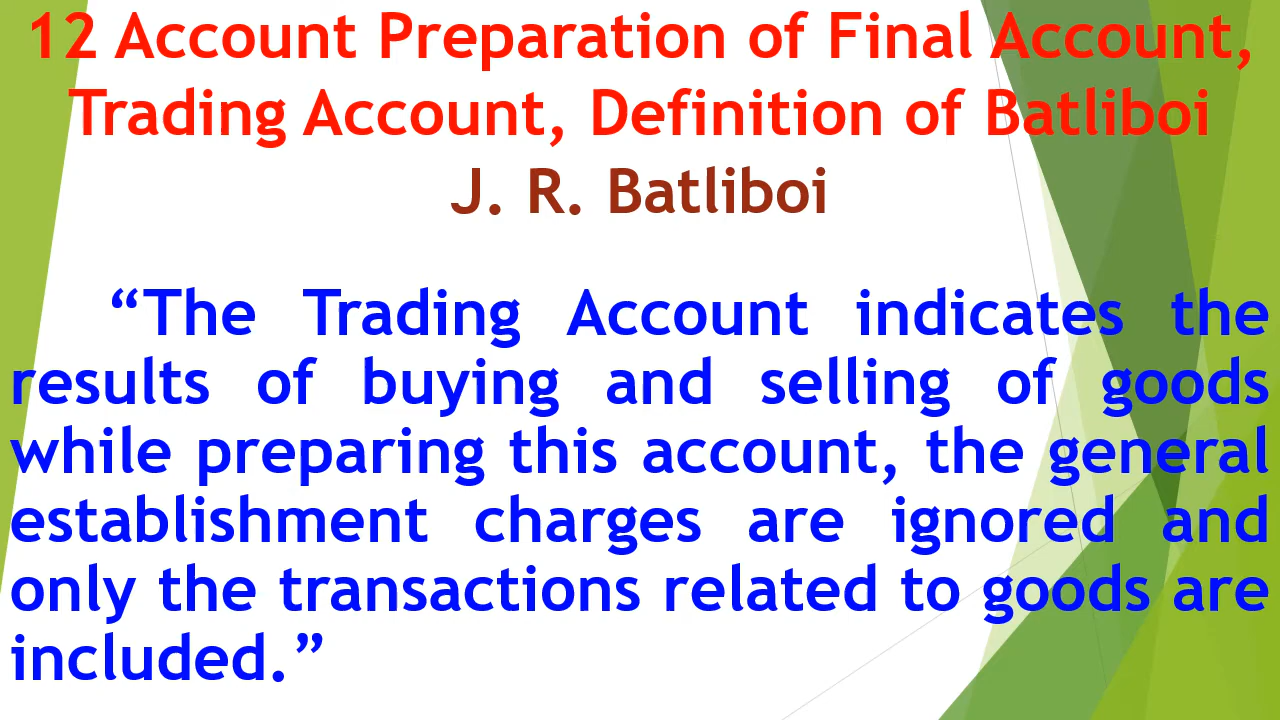 12 Account Preparation of Final Account,
Trading Account, Definition of Batliboi
J. R. Batliboi
“The Trading Account indicates the
results of buying and selling of goods
while preparing this account, the general
establishment charges are ignored and
only the transactions related to goods are
included.”